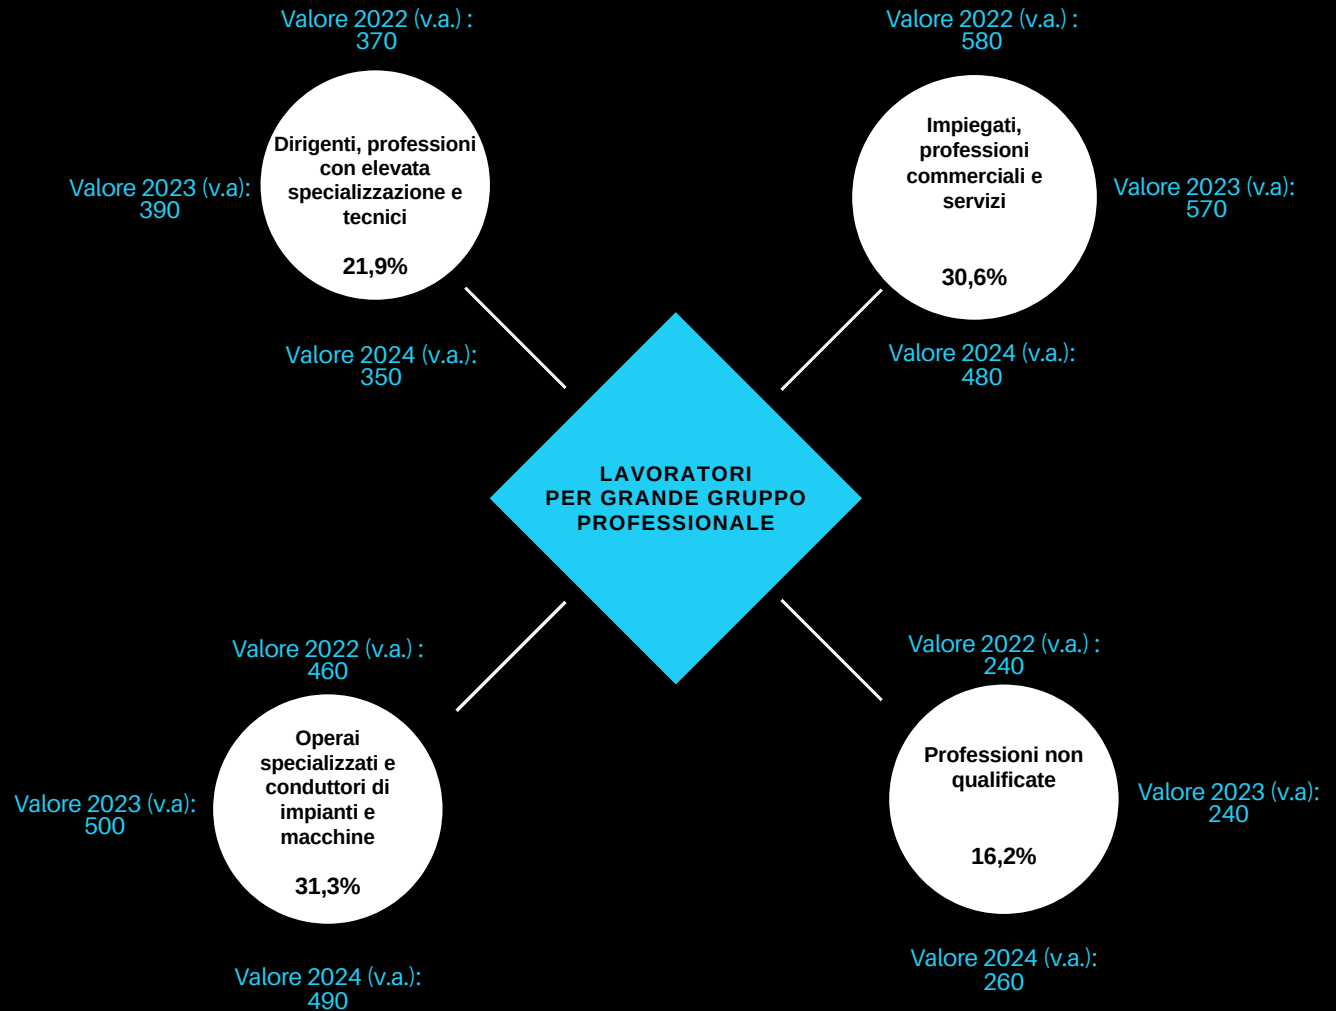 Valore 2022 (v.a.) :
370
Dirigenti, professioni
con elevata
specializzazione e
tecnici
21,9%
Valore 2023 (v.a):
390
Valore 2024 (v.a.):
350
Valore 2022 (v.a.) :
580
Impiegati,
professioni
commerciali e
servizi
30,6%
Valore 2023 (v.a):
570
Valore 2024 (v.a.):
480
LAVORATORI
PER GRANDE GRUPPO
PROFESSIONALE
Valore 2022 (v.a.) :
460
Operai
specializzati e
conduttori di
impianti e
macchine
31,3%
Valore 2023 (v.a):
500
Valore 2024 (v.a.):
490
Valore 2022 (v.a.) :
240
Professioni non
qualificate
16,2%
Valore 2023 (v.a):
240
Valore 2024 (v.a.):
260